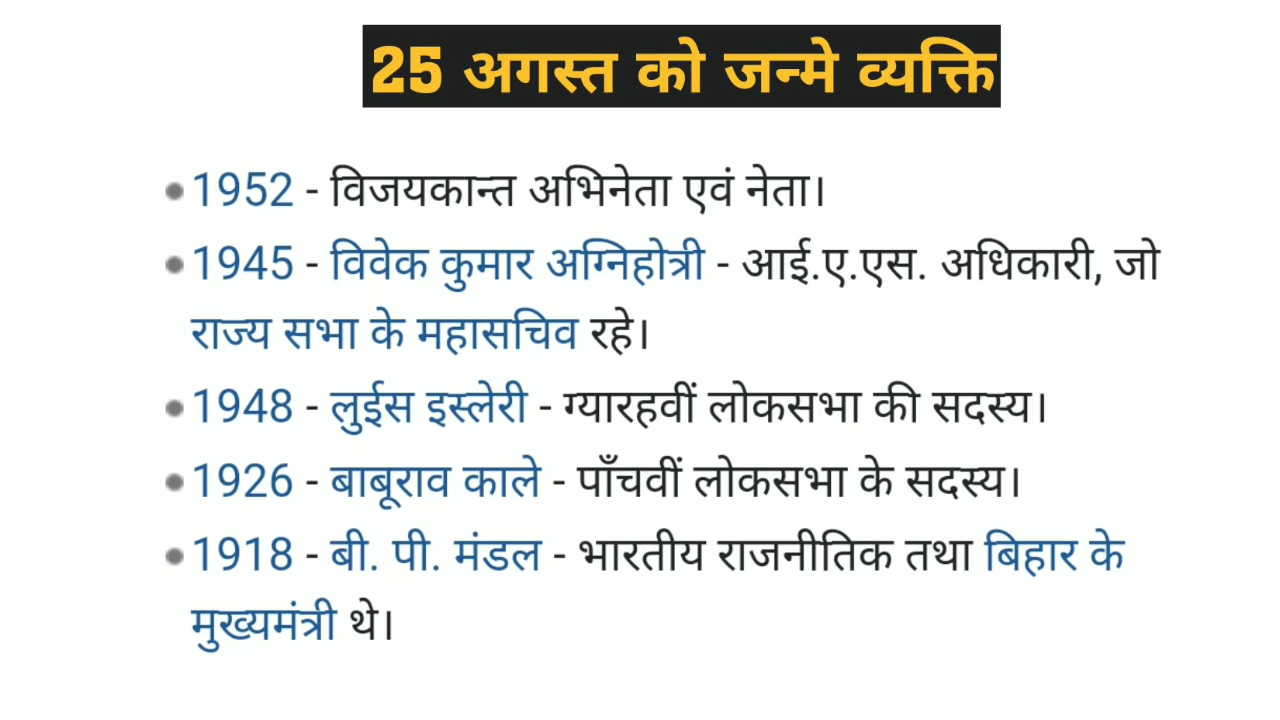 25 अगस्त को जन्मे व्यक्ति
1952 - विजयकान्त अभिनेता एवं नेता।
1945 - विवेक कुमार अग्निहोत्री - आई.ए.एस. अधिकारी, जो
राज्य सभा के महासचिव रहे।
1948 - लुईस इस्लेरी - ग्यारहवीं लोकसभा की सदस्य।
1926 - बाबूराव काले - पाँचवीं लोकसभा के सदस्य।
1918 - बी. पी. मंडल - भारतीय राजनीतिक तथा बिहार के
मुख्यमंत्री थे।